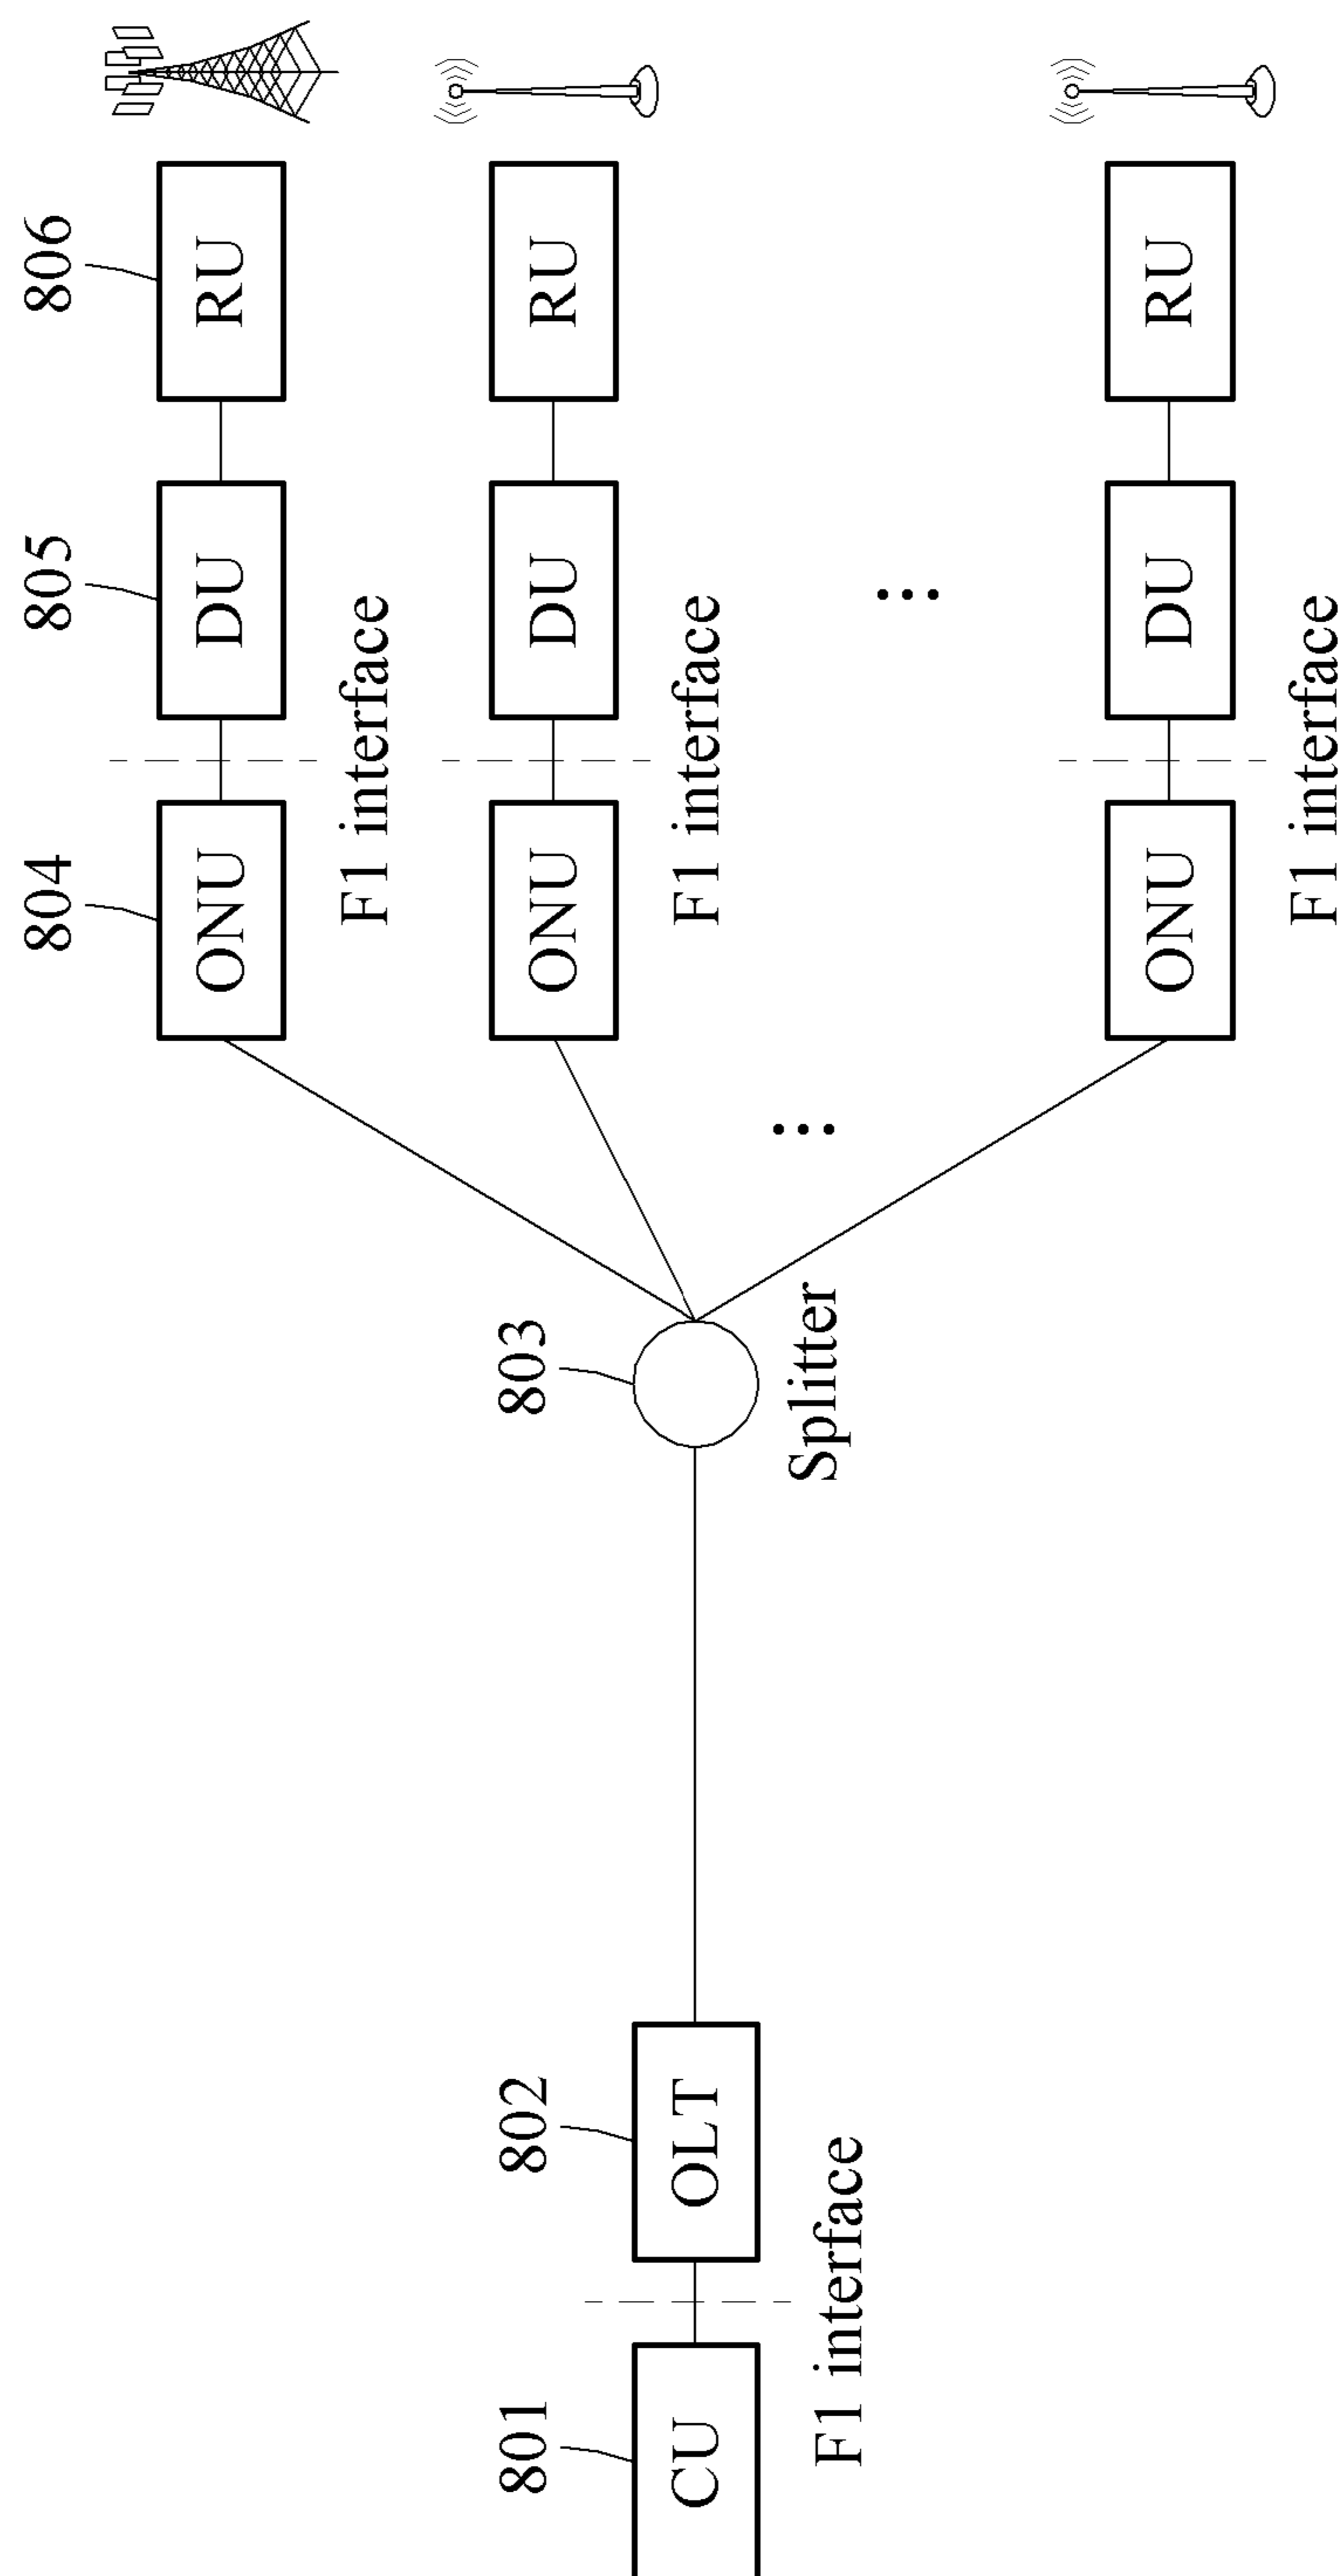 804
805
806
ONU
DU
RU
F1 interface
801
802
803
ONU
DU
RU
F1 interface
CU
OLT
Splitter
F1 interface
...
...
ONU
DU
RU
F1 interface